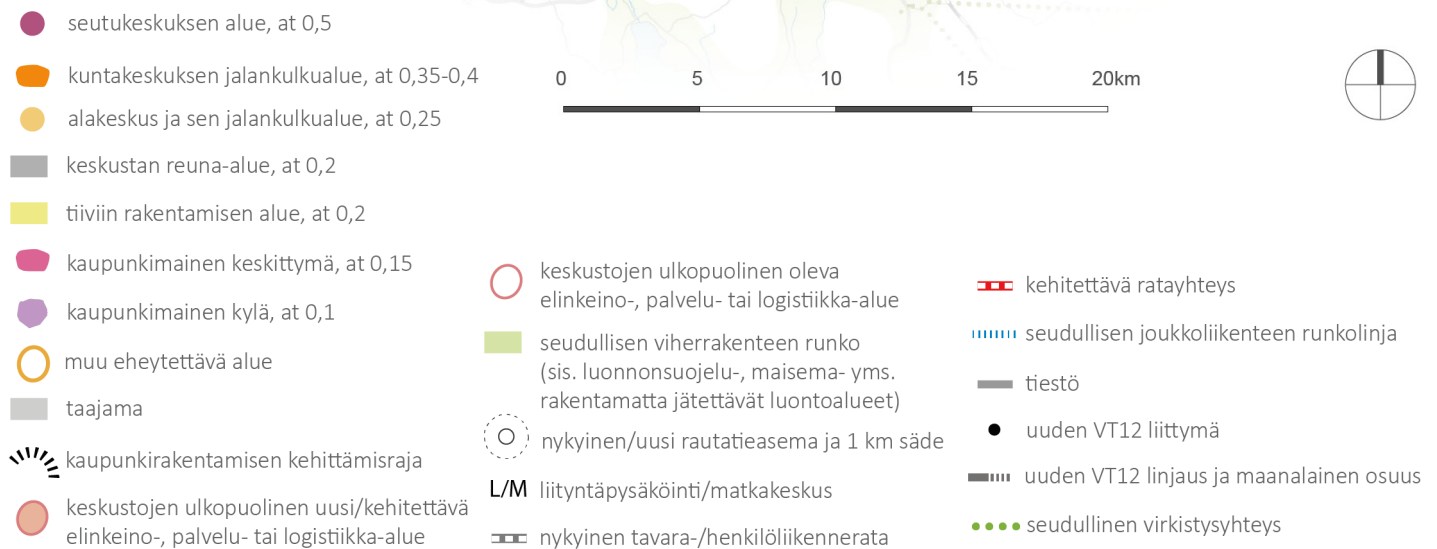 seutukeskuksen alue, at 0,5
kuntakeskuksen jalankulkualue, at 0,35-0,4
alakeskus ja sen jalankulkualue, at 0,25
keskustan reuna-alue, at 0,2
tiiviin rakentamisen alue, at 0,2
kaupunkimainen keskittymä, at 0,15
kaupunkimainen kylä, at 0,1
muu eheytettävä alue
taajama
kaupunkirakentamisen kehittämisraja
keskustojen ulkopuolinen uusi/kehitettävä
elinkeino-, palvelu- tai logistiikka-alue
0 5 10 15 20km
keskustojen ulkopuolinen oleva
elinkeino-, palvelu- tai logistiikka-alue
seudullisen viherrakenteen runko
(sis. luonnonsuojelu-, maisema- yms.
rakentamatta jätettävät luontoalueet)
nykyinen/uusi rautatieasema ja 1 km säde
L/M liityntäpysäköinti/matkakeskus
nykyinen tavara-/henkilöliikennerata
kehitettävä ratayhteys
seudullisen joukkoliikenteen runkolinja
tiestö
uuden VT12 liittymä
uuden VT12 linjaus ja maanalainen osuus
seudullinen virkistysyhteys